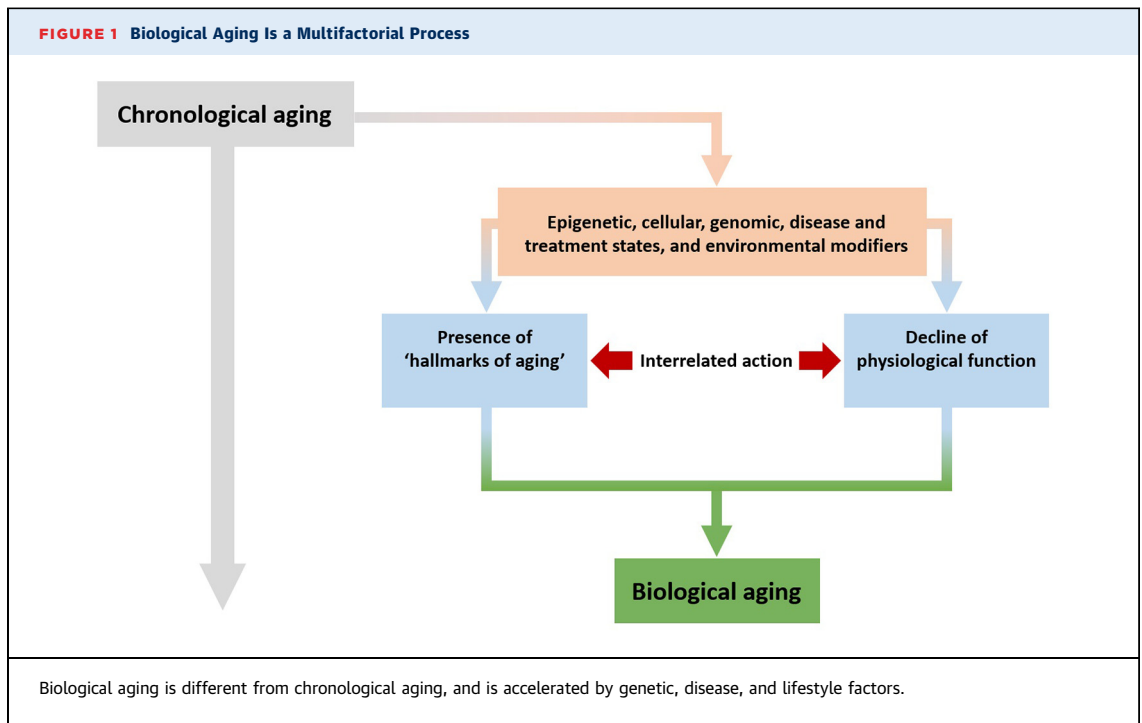 FIGURE 1 Biological Aging Is a Multifactorial Process
Chronological aging
Epigenetic, cellular, genomic, disease and
treatment states, and environmental modifiers
Presence of
‘hallmarks of aging’
Interrelated action
Decline of
physiological function
Biological aging
Biological aging is different from chronological aging, and is accelerated by genetic, disease, and lifestyle factors.